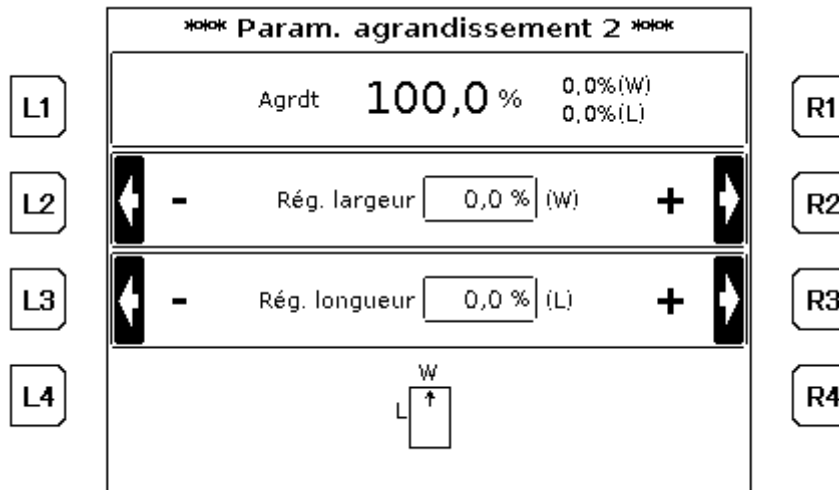 *** Param. agrandissement 2 ***
L1 Agrdt 100,0 % 0,0%(W) R1
0,0%(L)
L2 - Rég. largeur 0,0 % (W) + R2
L3 - Rég. longueur 0,0 % (L) + R3
L4 W R4
L